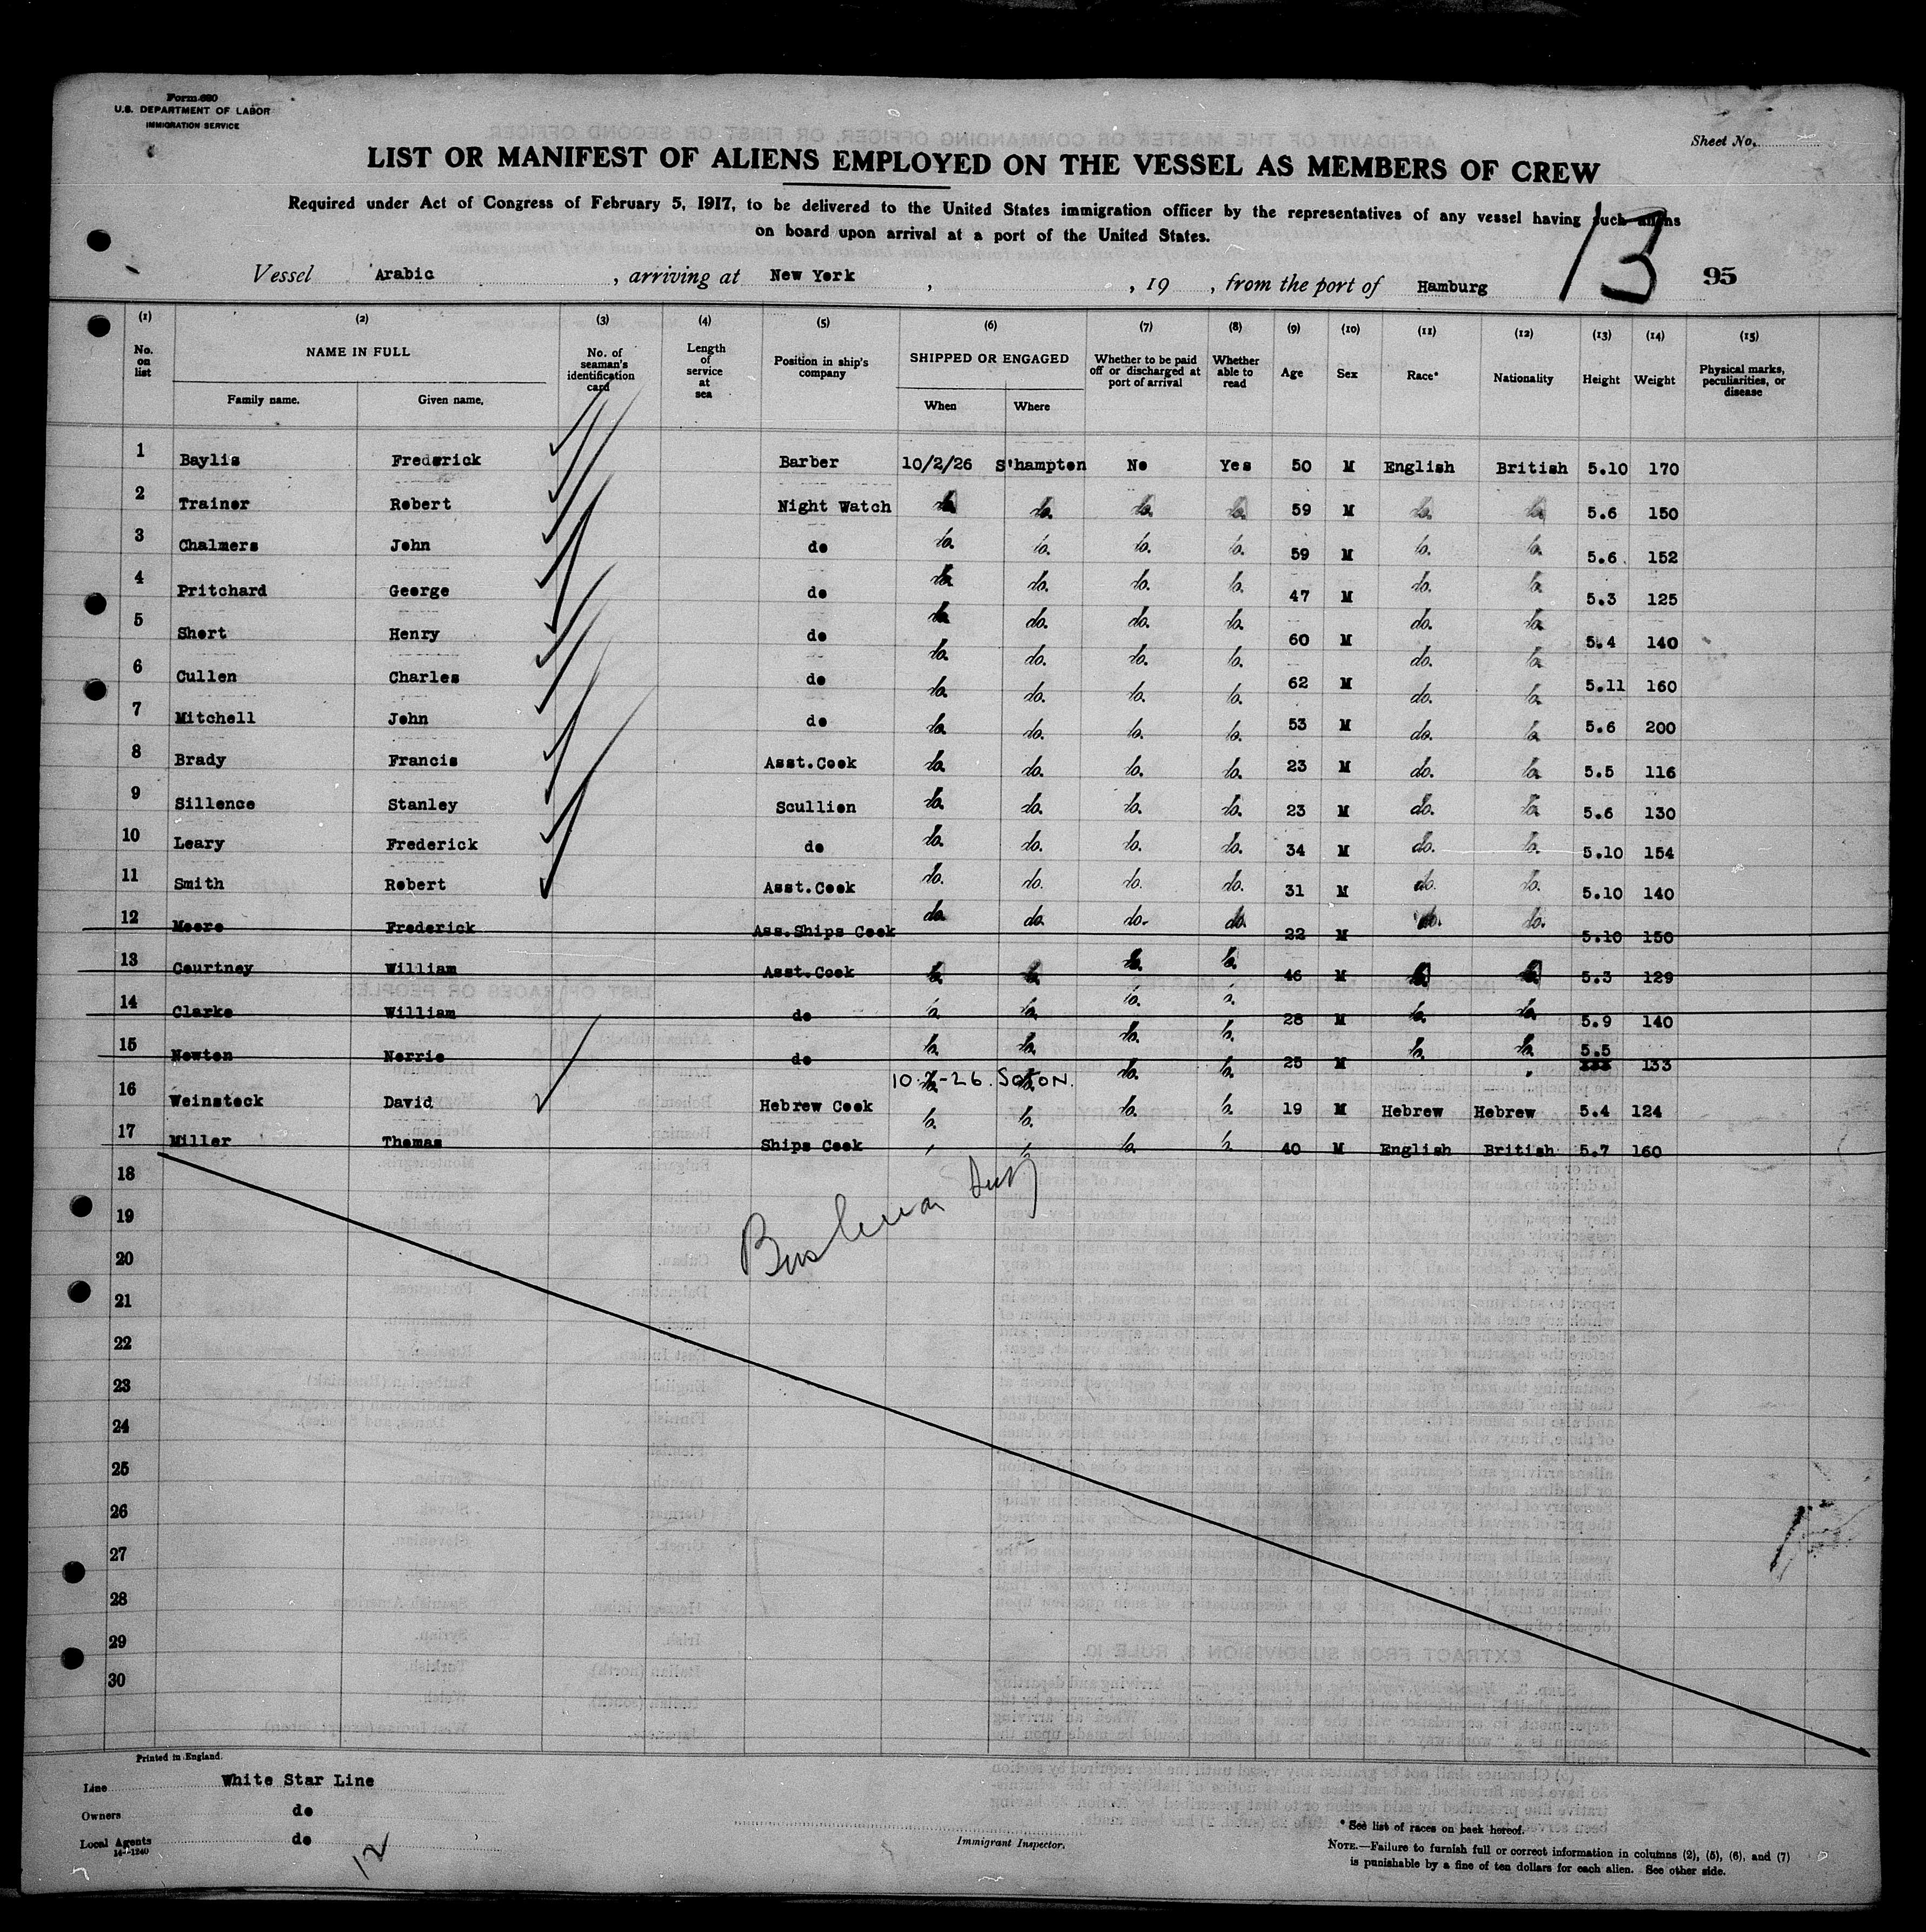 Form 680
U.S. DEPARTMENT OF LABOR
IMMIGRATION SERVICE
Sheet No.
LIST OR MANIFEST OF ALIENS EMPLOYED ON THE VESSEL AS MEMBERS OF CREW
Required under Act of Congress of February 5, 1917, to be delivered to the United States immigration officer by the representatives of any vessel having such aliens
on board upon arrival at a port of the United States.
13
95
Vessel Arabic , arriving at New York , , 19 , from the port of Hamburg
(1) (2) (3) (4) (5) (6) (7) (8) (9) (10) (11) (12) (13) (14) (15)
No. on list NAME IN FULL Family name. Given name. No. of seaman's identification card Length of service at sea Position in ship's company SHIPPED OR ENGAGED When Where Whether to be paid off or discharged at port of arrival Whether able to read Age Sex Race* Nationality Height Weight Physical marks, peculiarities, or disease
1 Baylis Frederick Barber 10/2/26 S'hampton No Yes 50 M English British 5.10 170
2 Trainer Robert Night Watch do. do. do. do. 59 M do. do. 5.6 150
3 Chalmers John do do. do. do. do. 59 M do. do. 5.6 152
4 Pritchard George do do. do. do. do. 47 M do. do. 5.3 125
5 Short Henry do do. do. do. do. 60 M do. do. 5.4 140
6 Cullen Charles do do. do. do. do. 62 M do. do. 5.11 160
7 Mitchell John do do. do. do. do. 53 M do. do. 5.6 200
8 Brady Francis Asst.Cook do. do. do. do. 23 M do. do. 5.5 116
9 Sillence Stanley Scullion do. do. do. do. 23 M do. do. 5.6 130
10 Leary Frederick do do. do. do. do. 34 M do. do. 5.10 154
11 Smith Robert Asst.Cook do. do. do. do. 31 M do. do. 5.10 140
12 Moore Frederick Ass.Ships Cook do. do. do. do. 22 M do. do. 5.10 150
13 Courtney William Asst.Cook do. do. do. do. 46 M do. do. 5.3 129
14 Clarke William do do. do. do. do. 28 M do. do. 5.9 140
15 Newton Norrie do do. do. do. do. 25 M do. do. 5.5 133
16 Weinstock David Hebrew Cook 10-2-26 SOTON. do. do. 19 M Hebrew Hebrew 5.4 124
17 Miller Thomas Ships Cook do. do. do. do. 40 M English British 5.7 160
18
19
20
21
22
23
24
25
26
27
28
29
30
Printed in England.
Line White Star Line
Owners do
Local Agents do
14—1240
12
Immigrant Inspector.
* See list of races on back hereof.
NOTE.—Failure to furnish full or correct information in columns (2), (5), (6), and (7)
is punishable by a fine of ten dollars for each alien. See other side.